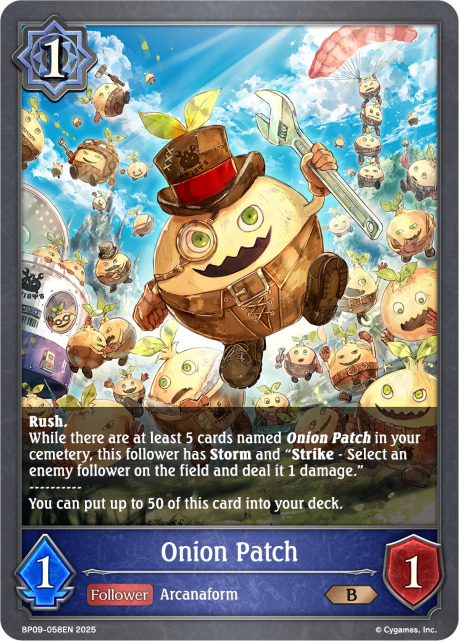 1
Rush.
While there are at least 5 cards named Onion Patch in your
cemetery, this follower has Storm and “Strike - Select an
enemy follower on the field and deal it 1 damage.”
----------
You can put up to 50 of this card into your deck.
Onion Patch
1
Follower Arcanaform
B
1
BP09-058EN 2025
© Cygames, Inc.